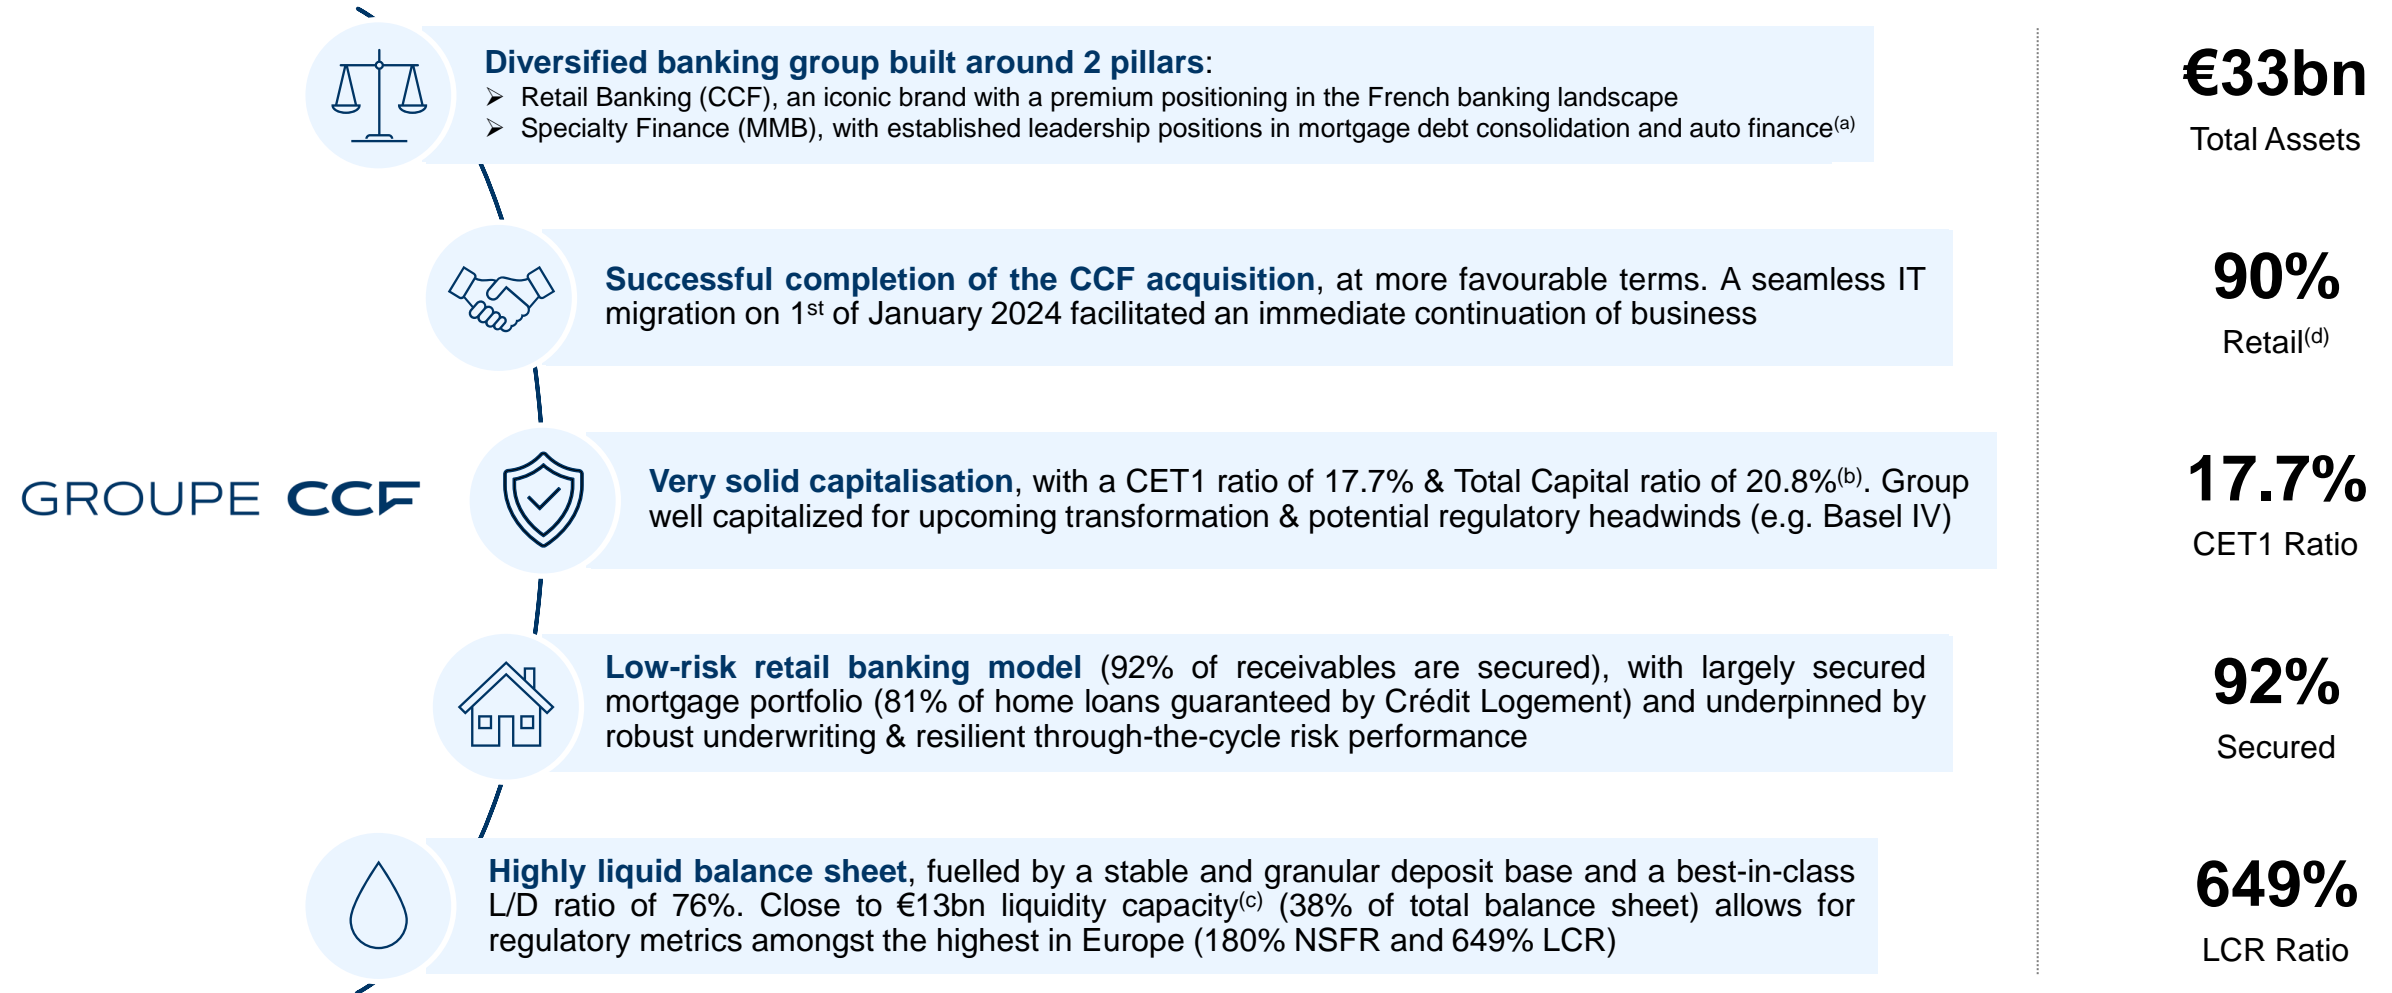 Diversified banking group built around 2 pillars:
➢ Retail Banking (CCF), an iconic brand with a premium positioning in the French banking landscape
➢ Specialty Finance (MMB), with established leadership positions in mortgage debt consolidation and auto finance(a)
€33bn
Total Assets
Successful completion of the CCF acquisition, at more favourable terms. A seamless IT
migration on 1st of January 2024 facilitated an immediate continuation of business
90%
Retail(d)
GROUPE CCF
Very solid capitalisation, with a CET1 ratio of 17.7% & Total Capital ratio of 20.8%(b). Group
well capitalized for upcoming transformation & potential regulatory headwinds (e.g. Basel IV)
17.7%
CET1 Ratio
Low-risk retail banking model (92% of receivables are secured), with largely secured
mortgage portfolio (81% of home loans guaranteed by Crédit Logement) and underpinned by
robust underwriting & resilient through-the-cycle risk performance
92%
Secured
Highly liquid balance sheet, fuelled by a stable and granular deposit base and a best-in-class
L/D ratio of 76%. Close to €13bn liquidity capacity(c) (38% of total balance sheet) allows for
regulatory metrics amongst the highest in Europe (180% NSFR and 649% LCR)
649%
LCR Ratio